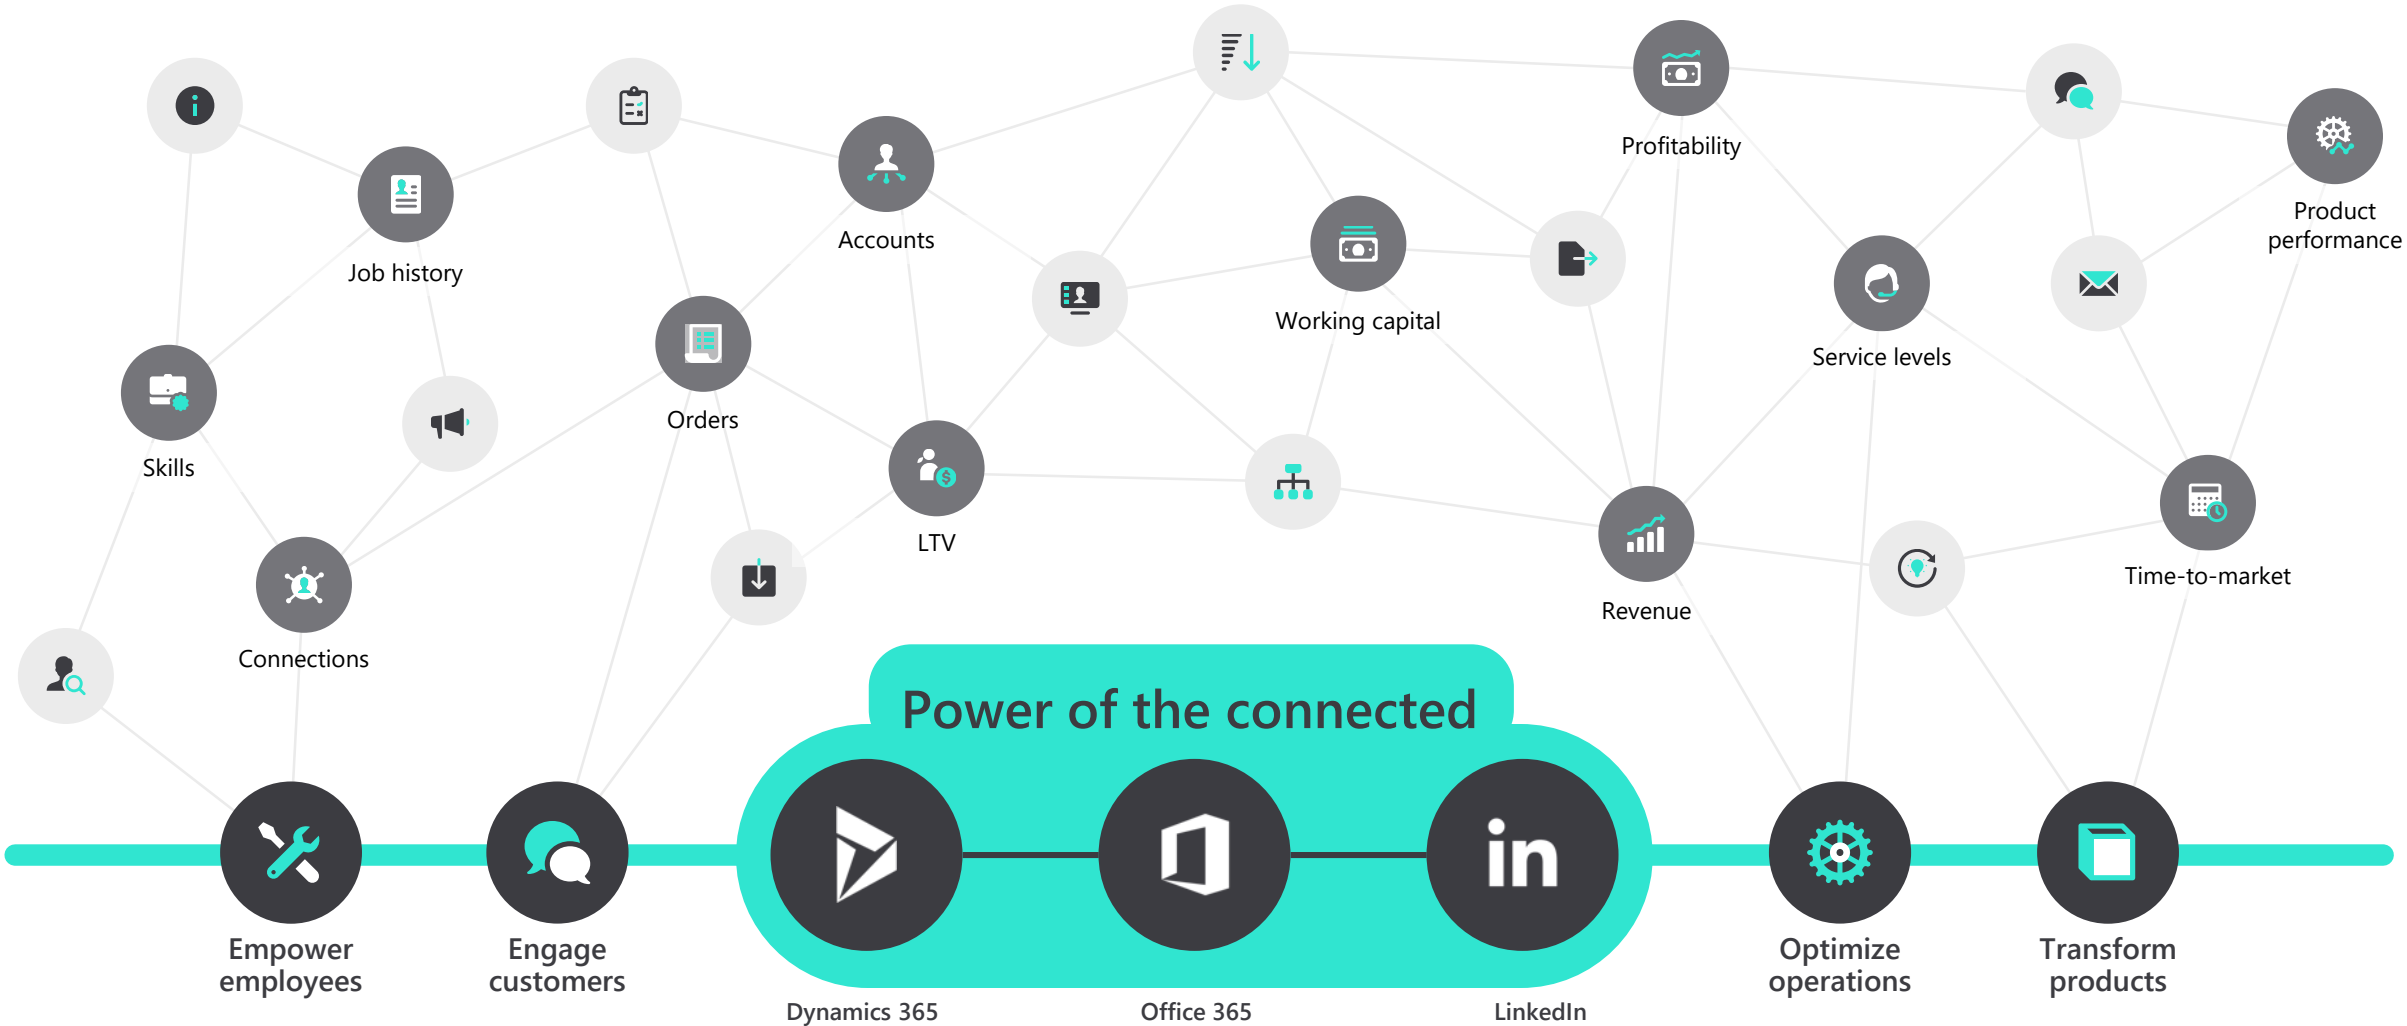 Profitability
Product
performance
Accounts
Job history
Working capital
Service levels
Orders
Skills
LTV
Time-to-market
Revenue
Connections
Power of the connected
in
Empower
employees
Engage
customers
Optimize
operations
Transform
products
Dynamics 365
Office 365
LinkedIn